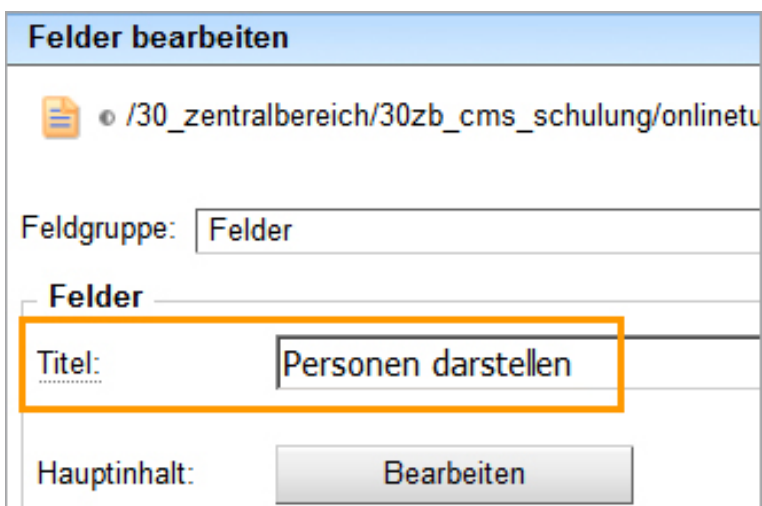 Felder bearbeiten
/30_zentralbereich/30zb_cms_schulung/onlinetu
Feldgruppe: Felder
Felder
Titel: Personen darstellen
Hauptinhalt: Bearbeiten